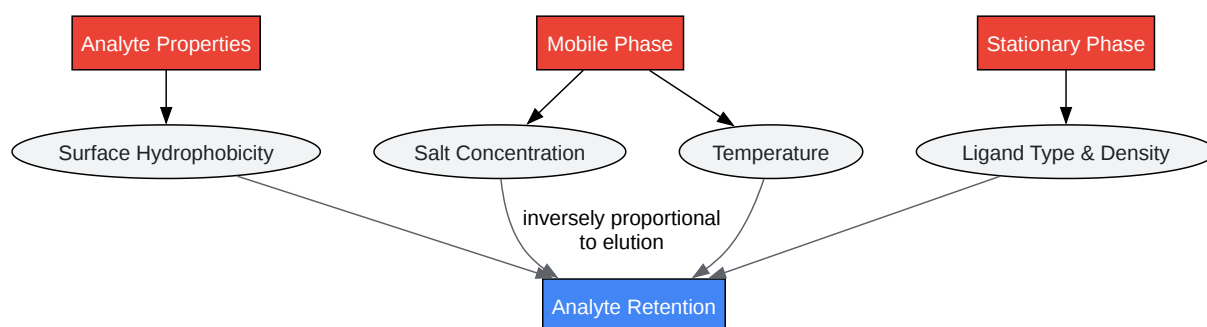 Analyte Properties
Mobile Phase
Stationary Phase
Surface Hydrophobicity
Salt Concentration
Temperature
Ligand Type & Density
inversely proportional
to elution
Analyte Retention